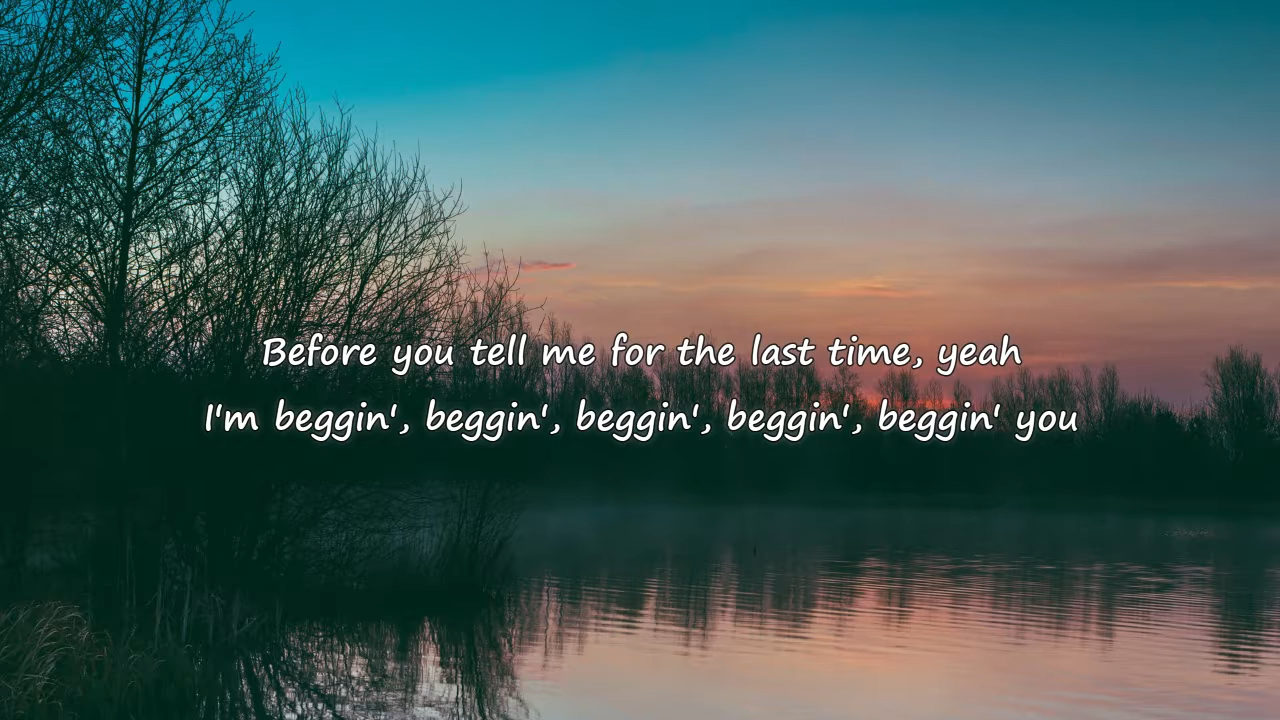 Before you tell me for the last time, yeah
I'm beggin', beggin', beggin', beggin', beggin' you